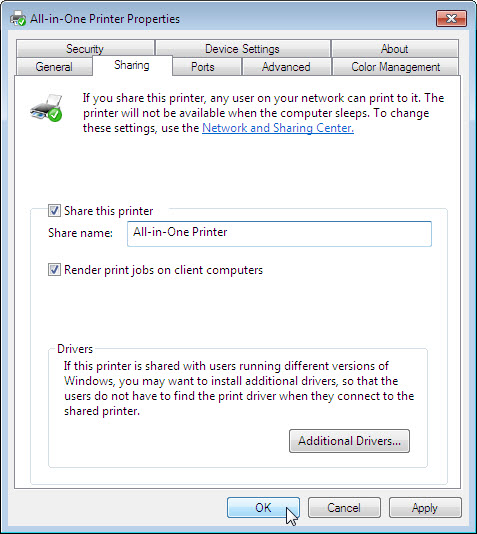 All-in-One Printer Properties
Security Device Settings About
General Sharing Ports Advanced Color Management
If you share this printer, any user on your network can print to it. The
printer will not be available when the computer sleeps. To change
these settings, use the Network and Sharing Center.
Share this printer
Share name: All-in-One Printer
Render print jobs on client computers
Drivers
If this printer is shared with users running different versions of
Windows, you may want to install additional drivers, so that the
users do not have to find the print driver when they connect to the
shared printer.
Additional Drivers...
OK Cancel Apply